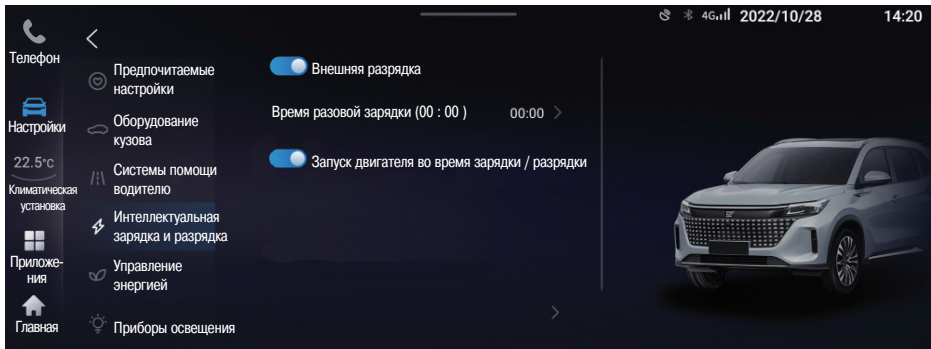 4G 2022/10/28 14:20
Телефон
Настройки
22.5°C
Климатическая
установка
Приложе-
ния
Главная
Предпочитаемые
настройки
Оборудование
кузова
Системы помощи
водителю
Интеллектуальная
зарядка и разрядка
Управление
энергией
Приборы освещения
Внешняя разрядка
Время разовой зарядки (00 : 00 ) 00:00
Запуск двигателя во время зарядки / разрядки